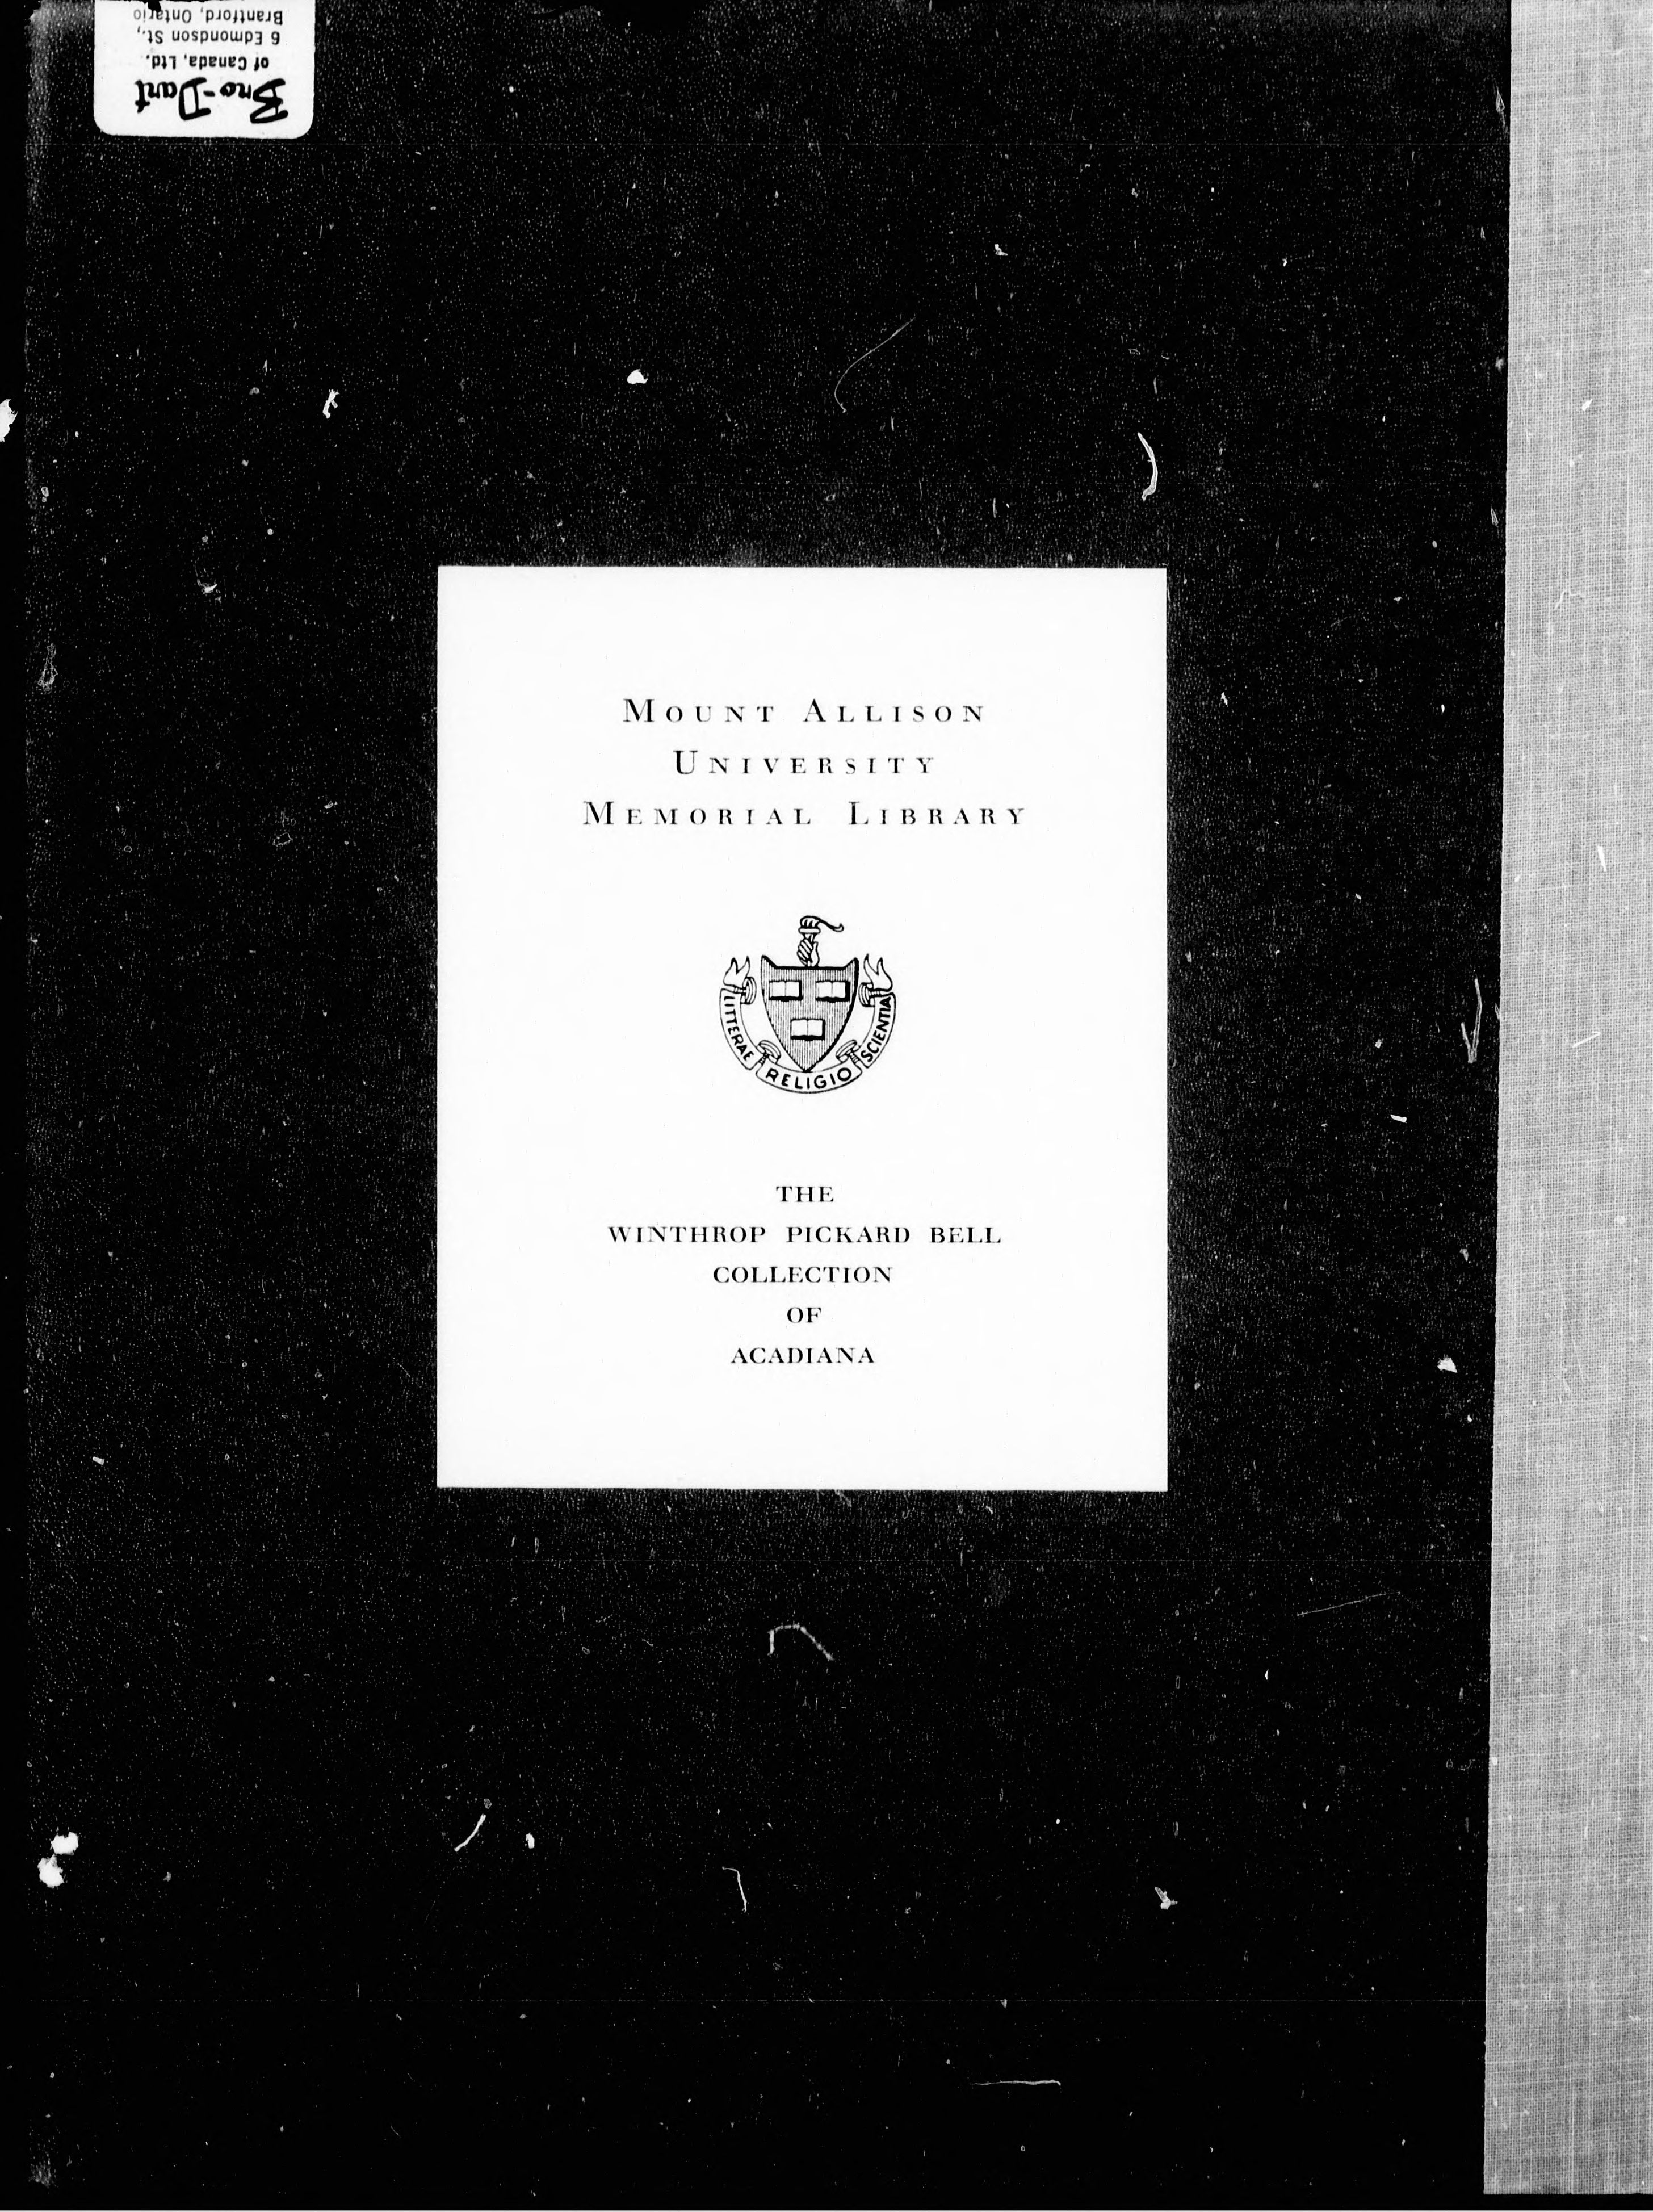 Bro-Dart
of Canada, Ltd.
6 Edmondson St.,
Brantford, Ontario
MOUNT ALLISON
UNIVERSITY
MEMORIAL LIBRARY
LITTERAE RELIGIO SCIENTIA
THE
WINTHROP PICKARD BELL
COLLECTION
OF
ACADIANA